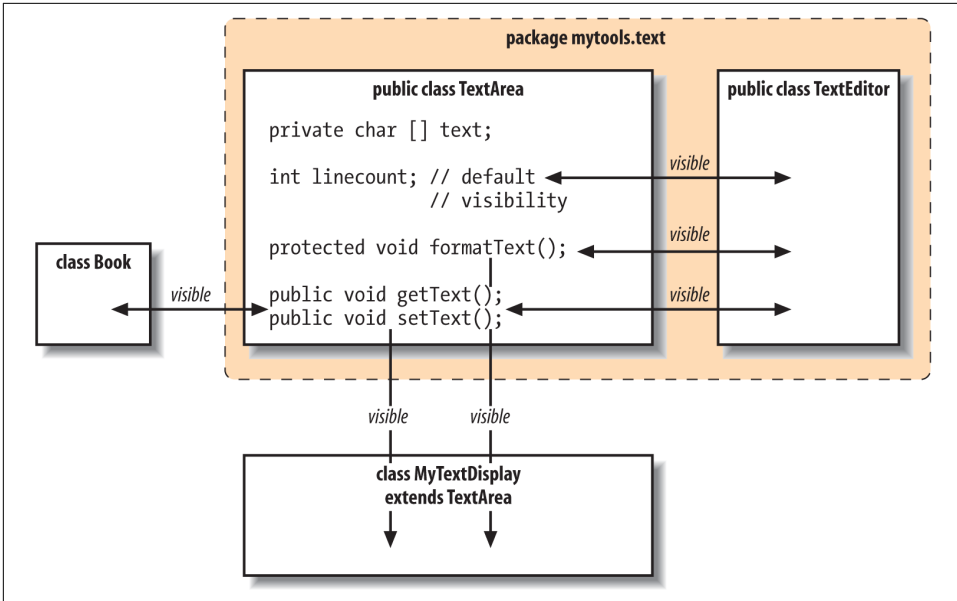 package mytools.text
public class TextArea
private char [] text;
int linecount; // default
// visibility
protected void formatText();
public void getText();
public void setText();
public class TextEditor
visible
visible
visible
class Book
visible
visible
visible
class MyTextDisplay
extends TextArea